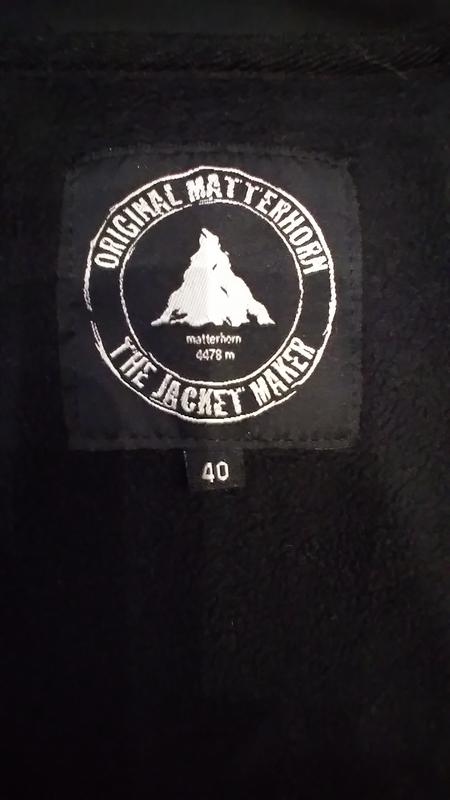 ORIGINAL MATTERHORN
matterhorn
4478 m
THE JACKET MAKER
40